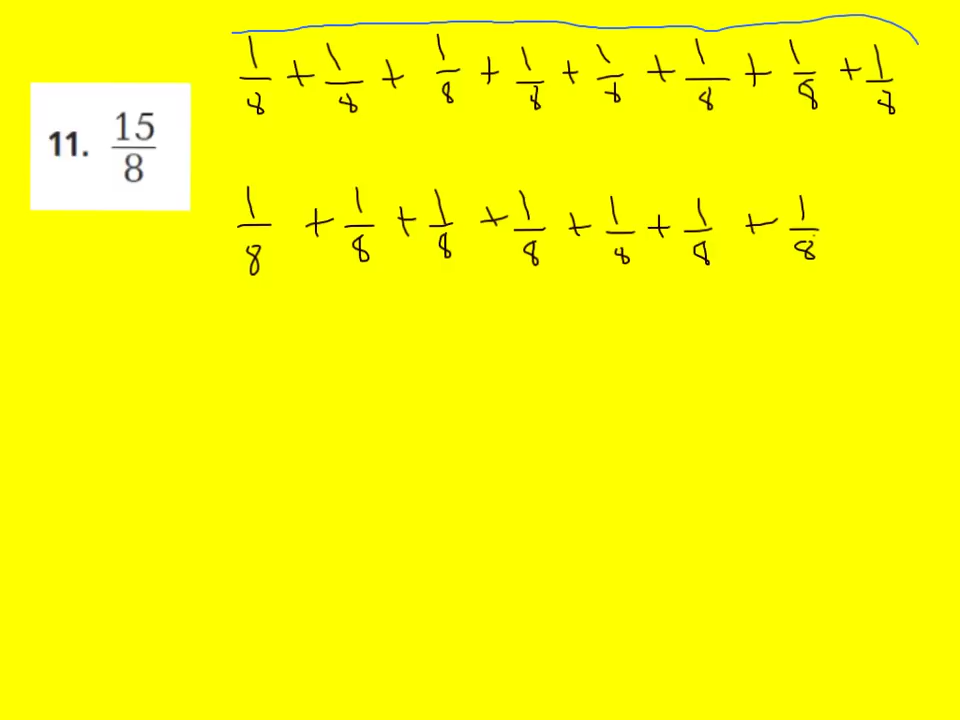 1/8 + 1/8 + 1/8 + 1/8 + 1/8 + 1/8 + 1/8 + 1/8
11. 15/8
1/8 + 1/8 + 1/8 + 1/8 + 1/8 + 1/8 + 1/8